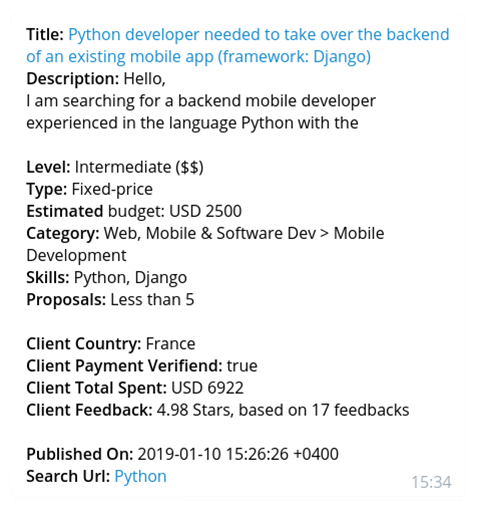 Title: Python developer needed to take over the backend
of an existing mobile app (framework: Django)
Description: Hello,
I am searching for a backend mobile developer
experienced in the language Python with the
Level: Intermediate ($$)
Type: Fixed-price
Estimated budget: USD 2500
Category: Web, Mobile & Software Dev > Mobile
Development
Skills: Python, Django
Proposals: Less than 5
Client Country: France
Client Payment Verifiend: true
Client Total Spent: USD 6922
Client Feedback: 4.98 Stars, based on 17 feedbacks
Published On: 2019-01-10 15:26:26 +0400
Search Url: Python
15:34